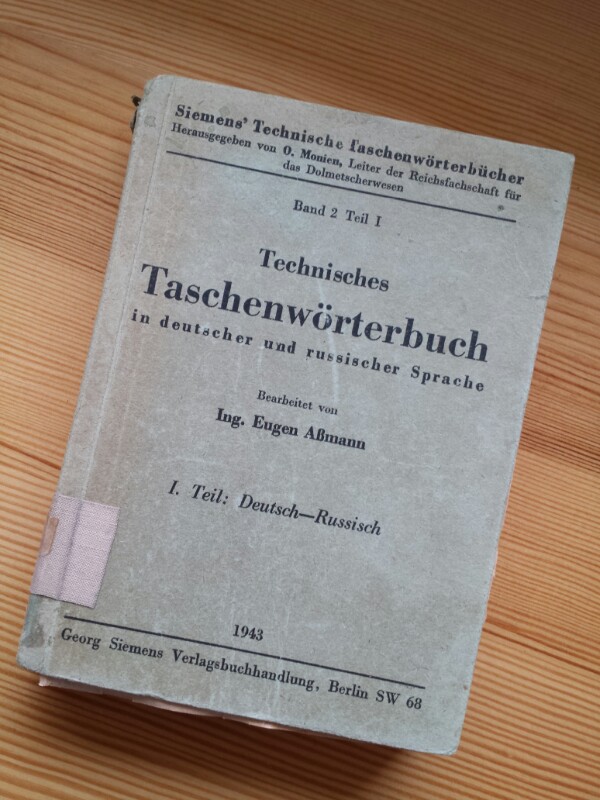 Siemens' Technische Taschenwörterbücher
Herausgegeben von O. Monien, Leiter der Reichsfachschaft für
das Dolmetscherwesen
Band 2 Teil I
Technisches
Taschenwörterbuch
in deutscher und russischer Sprache
Bearbeitet von
Ing. Eugen Aßmann
I. Teil: Deutsch—Russisch
1943
Georg Siemens Verlagsbuchhandlung, Berlin SW 68